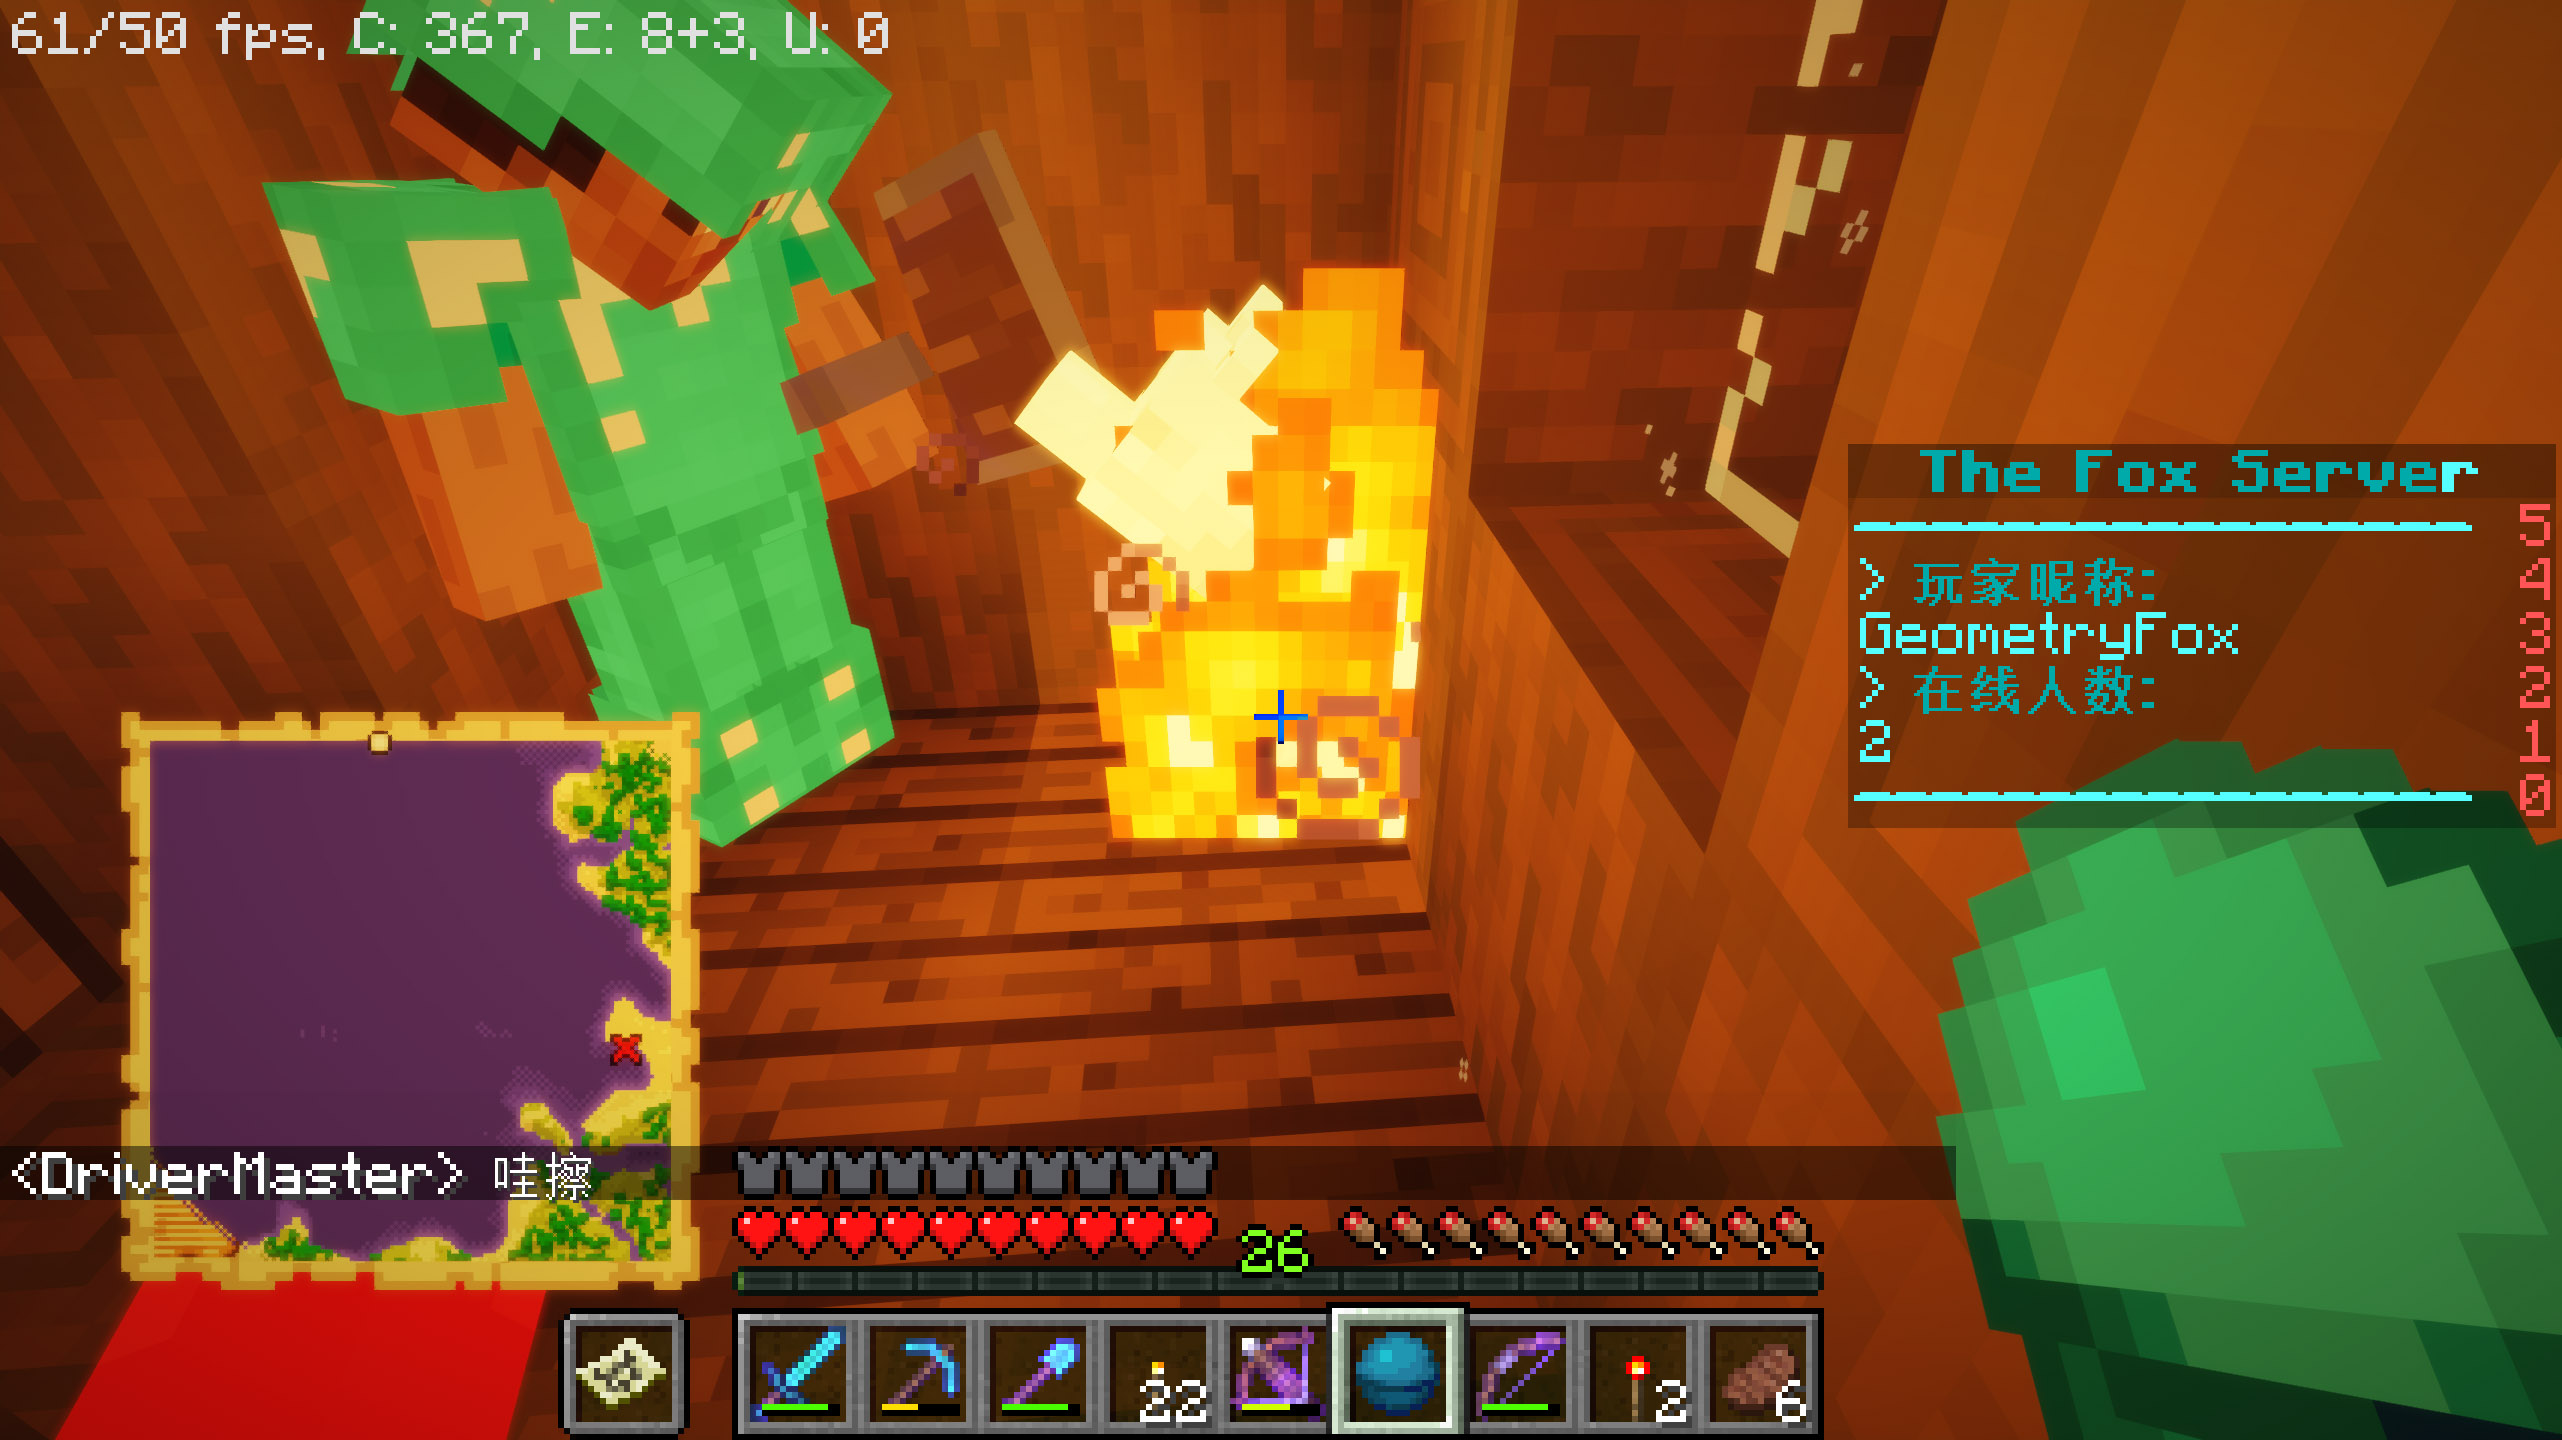 61/50 fps, C: 367, E: 8+3, U: 0
The Fox Server
5
> 玩家昵称: 4
GeometryFox 3
> 在线人数: 2
2 1
0
<DriverMaster> 哇擦
26
22
2
6